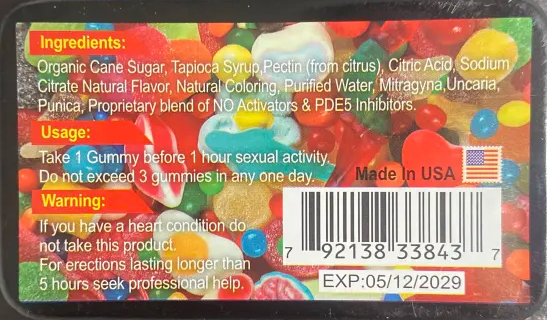 Ingredients:
Organic Cane Sugar, Tapioca Syrup,Pectin (from citrus), Citric Acid, Sodium
Citrate Natural Flavor, Natural Coloring, Purified Water, Mitragyna,Uncaria,
Punica, Proprietary blend of NO Activators & PDE5 Inhibitors.
Usage:
Take 1 Gummy before 1 hour sexual activity.
Do not exceed 3 gummies in any one day.
Made In USA
Warning:
If you have a heart condition do
not take this product.
For erections lasting longer than
5 hours seek professional help.
7 92138 33843 7
EXP:05/12/2029